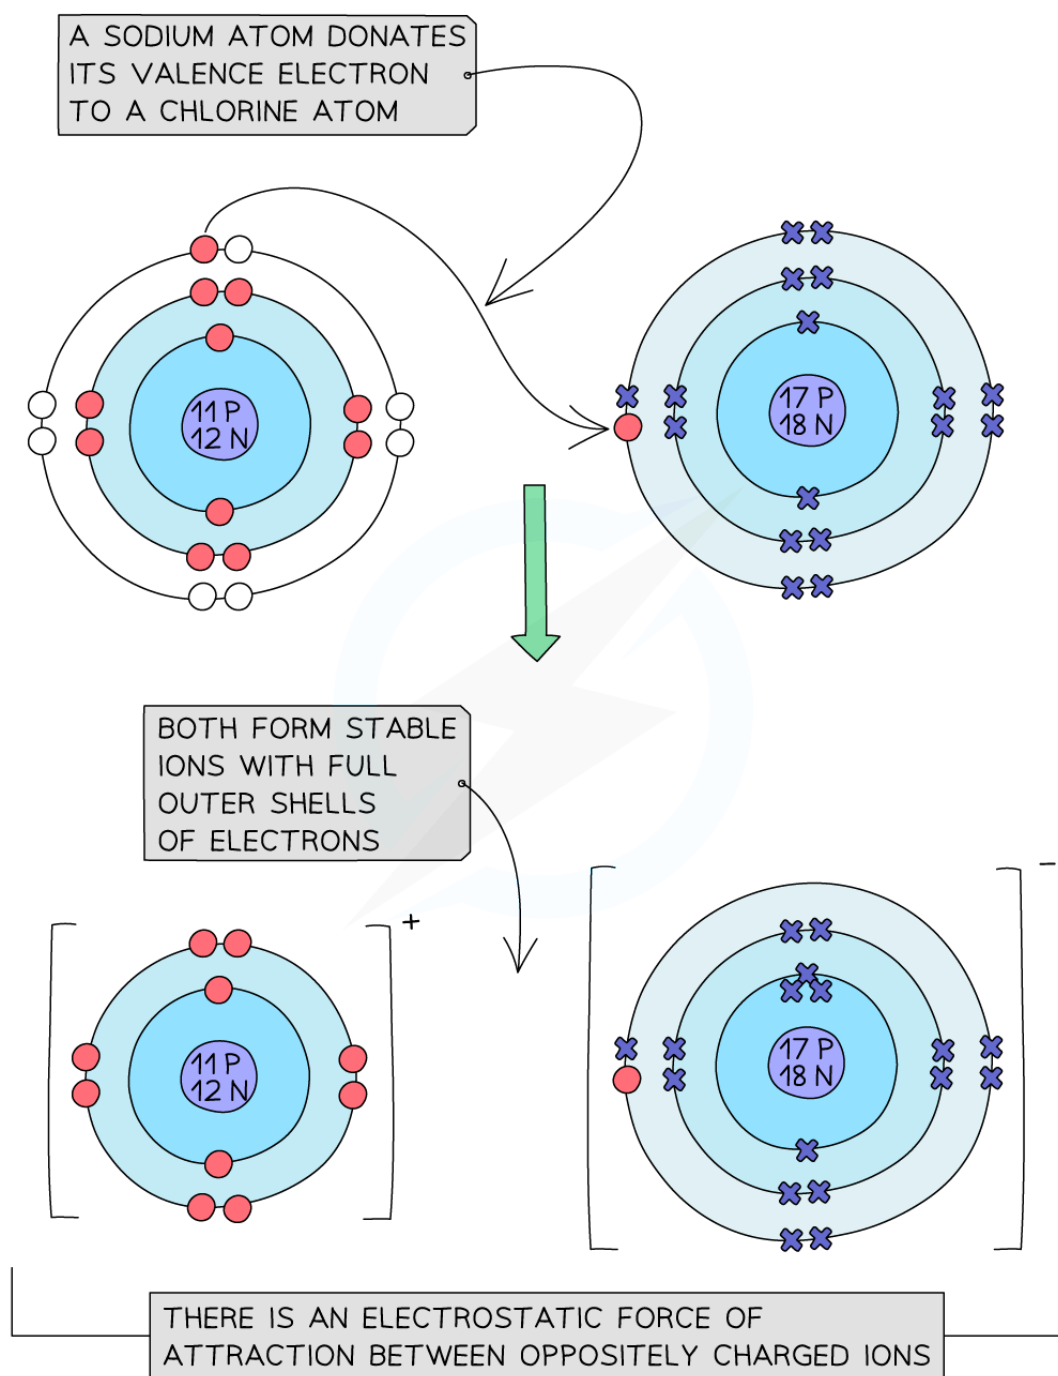 A SODIUM ATOM DONATES
ITS VALENCE ELECTRON
TO A CHLORINE ATOM
11 P
12 N
17 P
18 N
BOTH FORM STABLE
IONS WITH FULL
OUTER SHELLS
OF ELECTRONS
+
−
11 P
12 N
17 P
18 N
THERE IS AN ELECTROSTATIC FORCE OF
ATTRACTION BETWEEN OPPOSITELY CHARGED IONS